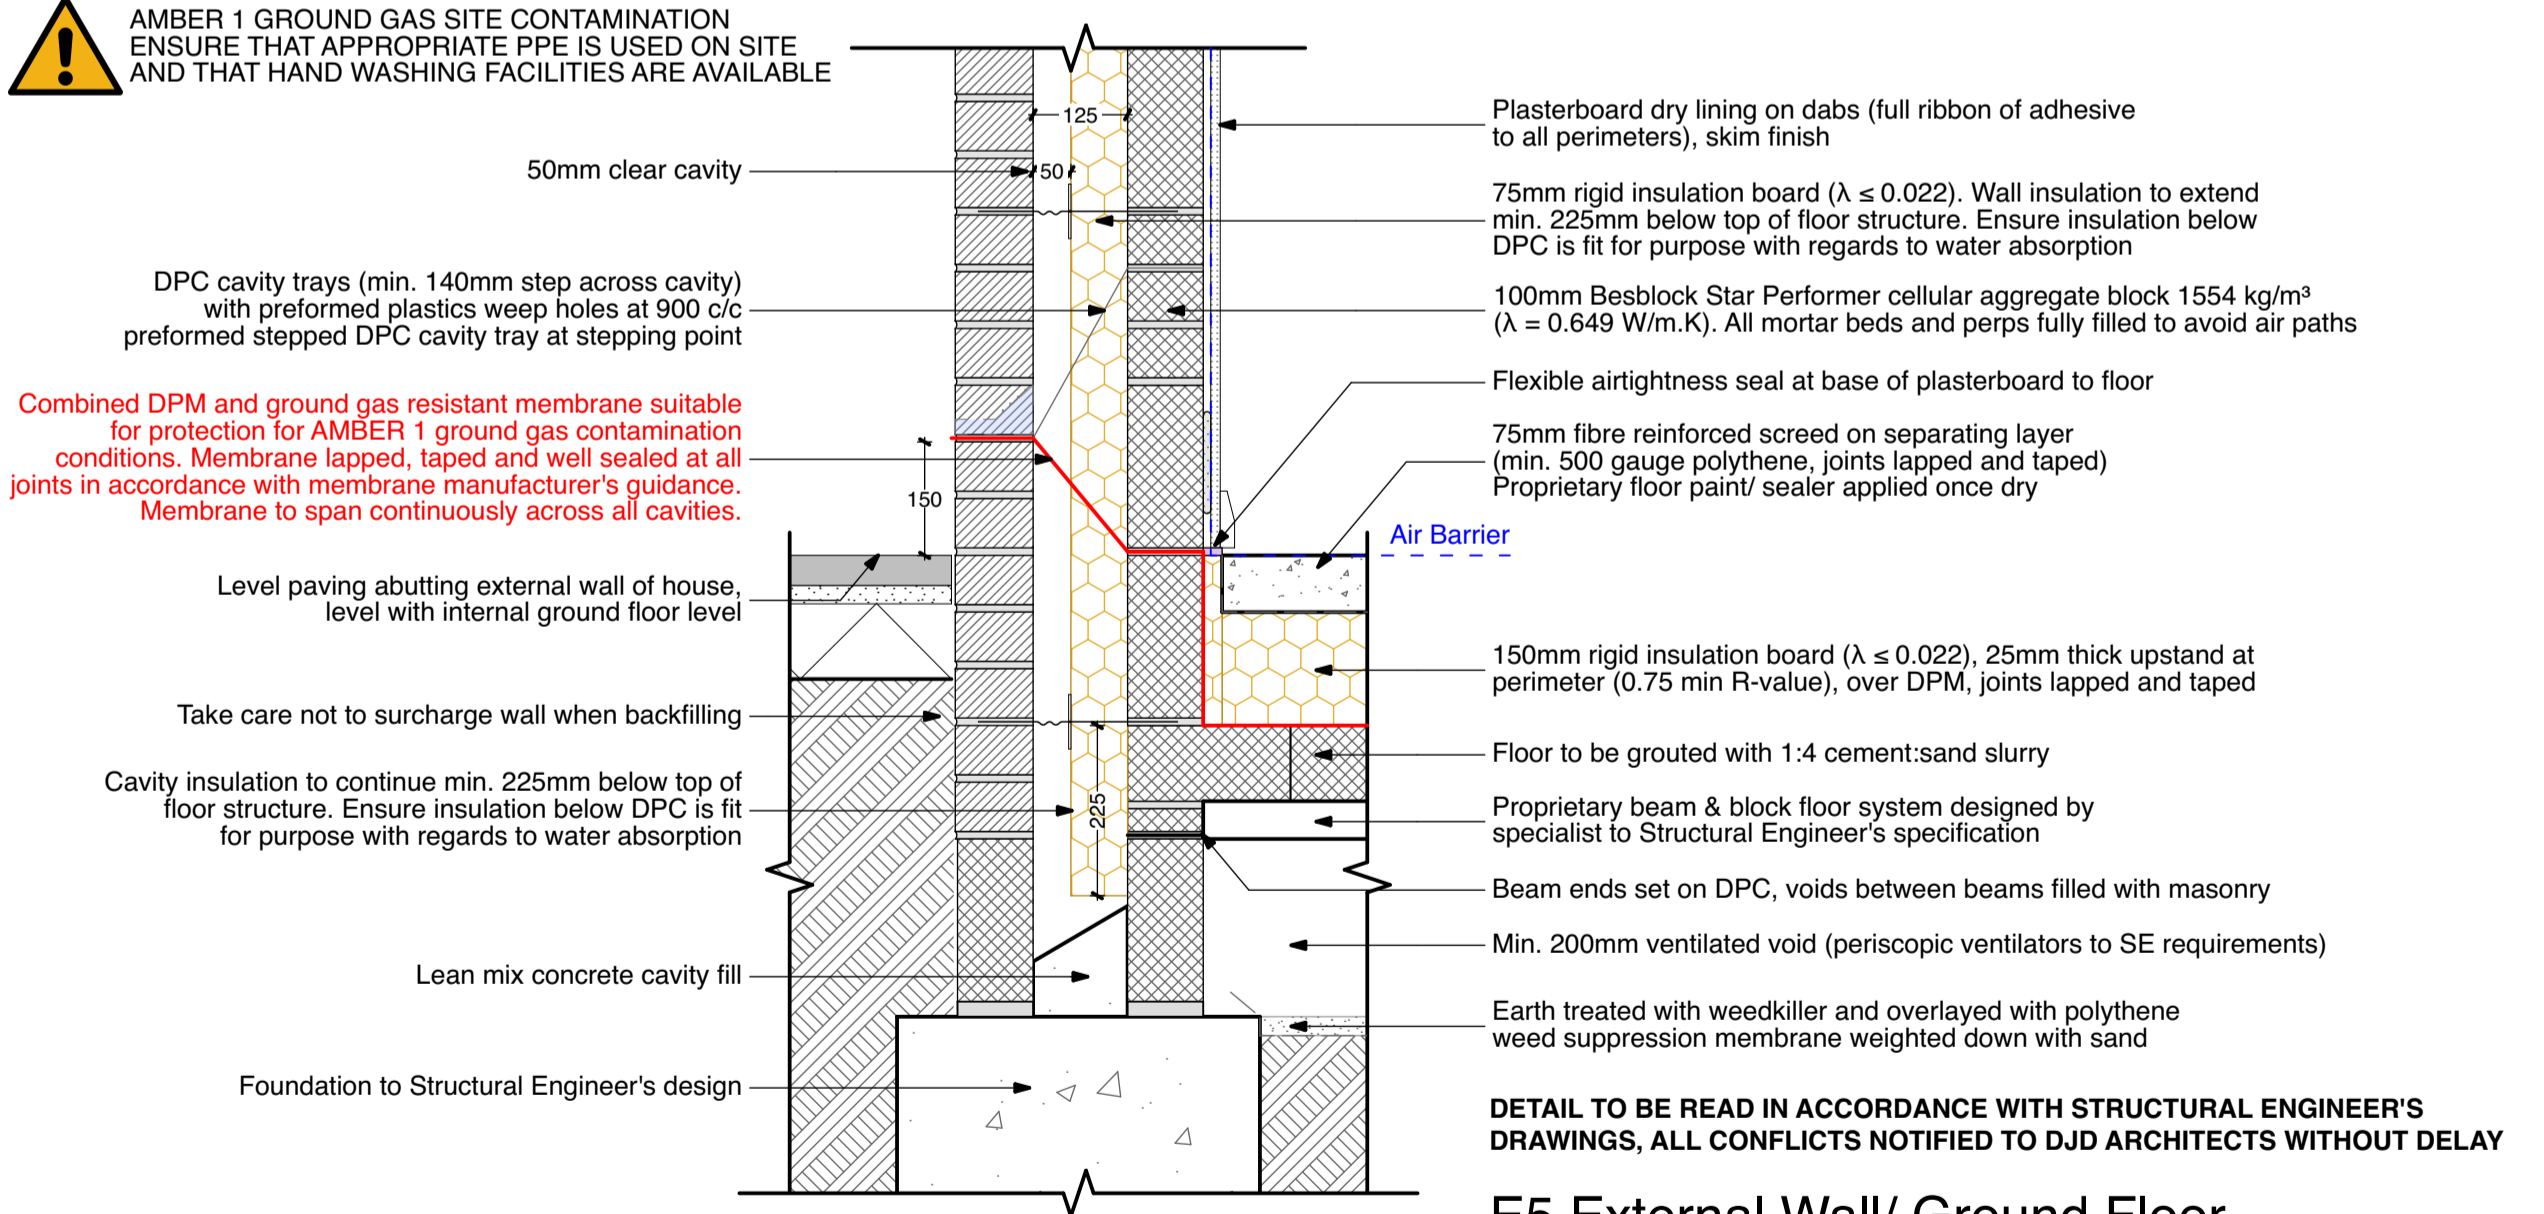 AMBER 1 GROUND GAS SITE CONTAMINATION
ENSURE THAT APPROPRIATE PPE IS USED ON SITE
AND THAT HAND WASHING FACILITIES ARE AVAILABLE
50mm clear cavity
DPC cavity trays (min. 140mm step across cavity)
with preformed plastics weep holes at 900 c/c
preformed stepped DPC cavity tray at stepping point
Combined DPM and ground gas resistant membrane suitable
for protection for AMBER 1 ground gas contamination
conditions. Membrane lapped, taped and well sealed at all
joints in accordance with membrane manufacturer's guidance.
Membrane to span continuously across all cavities.
Level paving abutting external wall of house,
level with internal ground floor level
Take care not to surcharge wall when backfilling
Cavity insulation to continue min. 225mm below top of
floor structure. Ensure insulation below DPC is fit
for purpose with regards to water absorption
Lean mix concrete cavity fill
Foundation to Structural Engineer's design
125
50
150
225
Plasterboard dry lining on dabs (full ribbon of adhesive
to all perimeters), skim finish
75mm rigid insulation board (λ ≤ 0.022). Wall insulation to extend
min. 225mm below top of floor structure. Ensure insulation below
DPC is fit for purpose with regards to water absorption
100mm Besblock Star Performer cellular aggregate block 1554 kg/m³
(λ = 0.649 W/m.K). All mortar beds and perps fully filled to avoid air paths
Flexible airtightness seal at base of plasterboard to floor
75mm fibre reinforced screed on separating layer
(min. 500 gauge polythene, joints lapped and taped)
Proprietary floor paint/ sealer applied once dry
Air Barrier
150mm rigid insulation board (λ ≤ 0.022), 25mm thick upstand at
perimeter (0.75 min R-value), over DPM, joints lapped and taped
Floor to be grouted with 1:4 cement:sand slurry
Proprietary beam & block floor system designed by
specialist to Structural Engineer's specification
Beam ends set on DPC, voids between beams filled with masonry
Min. 200mm ventilated void (periscopic ventilators to SE requirements)
Earth treated with weedkiller and overlayed with polythene
weed suppression membrane weighted down with sand
DETAIL TO BE READ IN ACCORDANCE WITH STRUCTURAL ENGINEER'S
DRAWINGS, ALL CONFLICTS NOTIFIED TO DJD ARCHITECTS WITHOUT DELAY
E5 External Wall/ Ground Floor